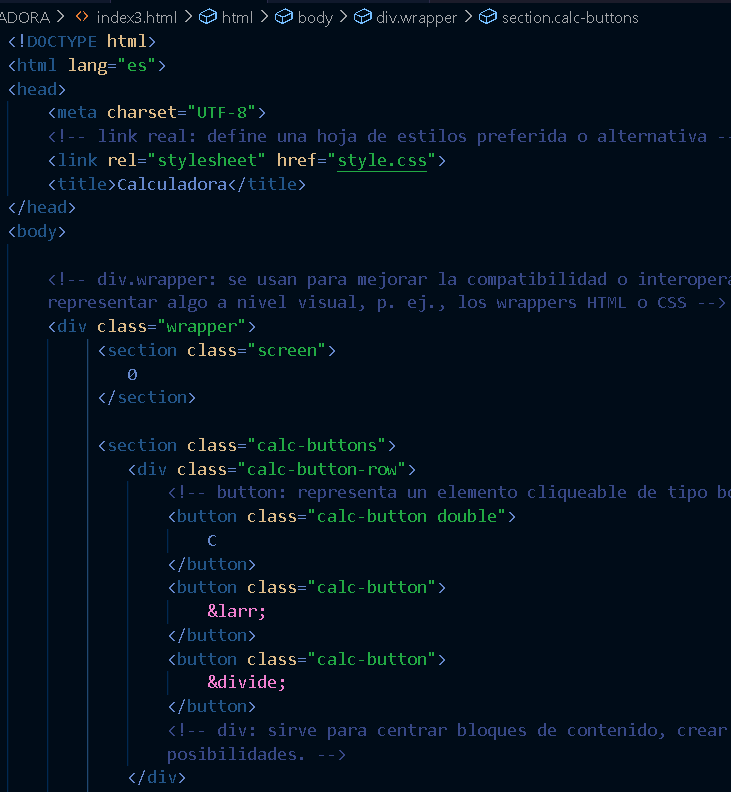 ADORA > <> index3.html > html > body > div.wrapper > section.calc-buttons
<!DOCTYPE html>
<html lang="es">
<head>
    <meta charset="UTF-8">
    <!-- link real: define una hoja de estilos preferida o alternativa --
    <link rel="stylesheet" href="style.css">
    <title>Calculadora</title>
</head>
<body>

    <!-- div.wrapper: se usan para mejorar la compatibilidad o interopera
    representar algo a nivel visual, p. ej., los wrappers HTML o CSS -->
    <div class="wrapper">
        <section class="screen">
            0
        </section>

        <section class="calc-buttons">
            <div class="calc-button-row">
                <!-- button: representa un elemento cliqueable de tipo bo
                <button class="calc-button double">
                    C
                </button>
                <button class="calc-button">
                    &larr;
                </button>
                <button class="calc-button">
                    &divide;
                </button>
                <!-- div: sirve para centrar bloques de contenido, crear
                posibilidades. -->
            </div>